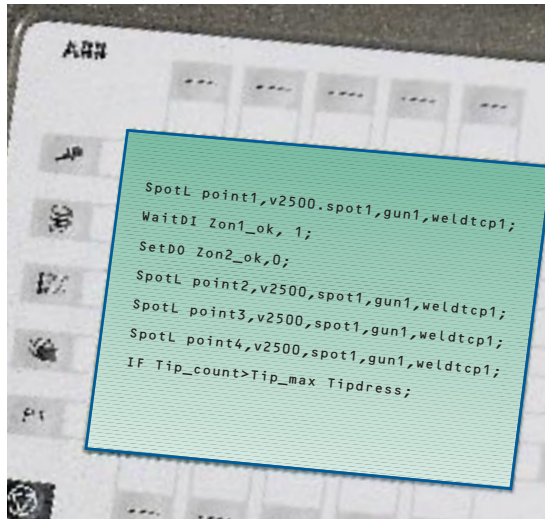 ABB
SpotL point1,v2500.spot1,gun1,weldtcp1;
WaitDI Zon1_ok, 1;
SetDO Zon2_ok,0;
SpotL point2,v2500,spot1,gun1,weldtcp1;
SpotL point3,v2500,spot1,gun1,weldtcp1;
SpotL point4,v2500,spot1,gun1,weldtcp1;
IF Tip_count>Tip_max Tipdress;